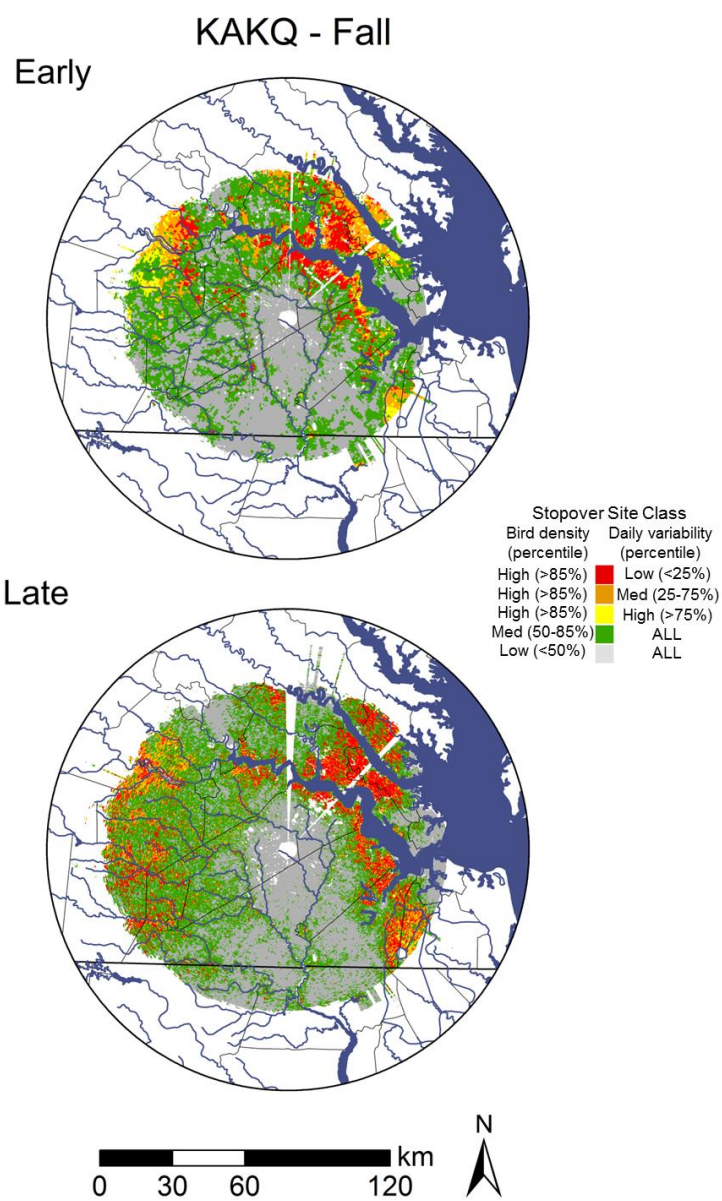 KAKQ - Fall
Early
Stopover Site Class
Bird density Daily variability
(percentile) (percentile)
High (>85%) Low (<25%)
High (>85%) Med (25-75%)
High (>85%) High (>75%)
Med (50-85%) ALL
Low (<50%) ALL
Late
N
km
0 30 60 120